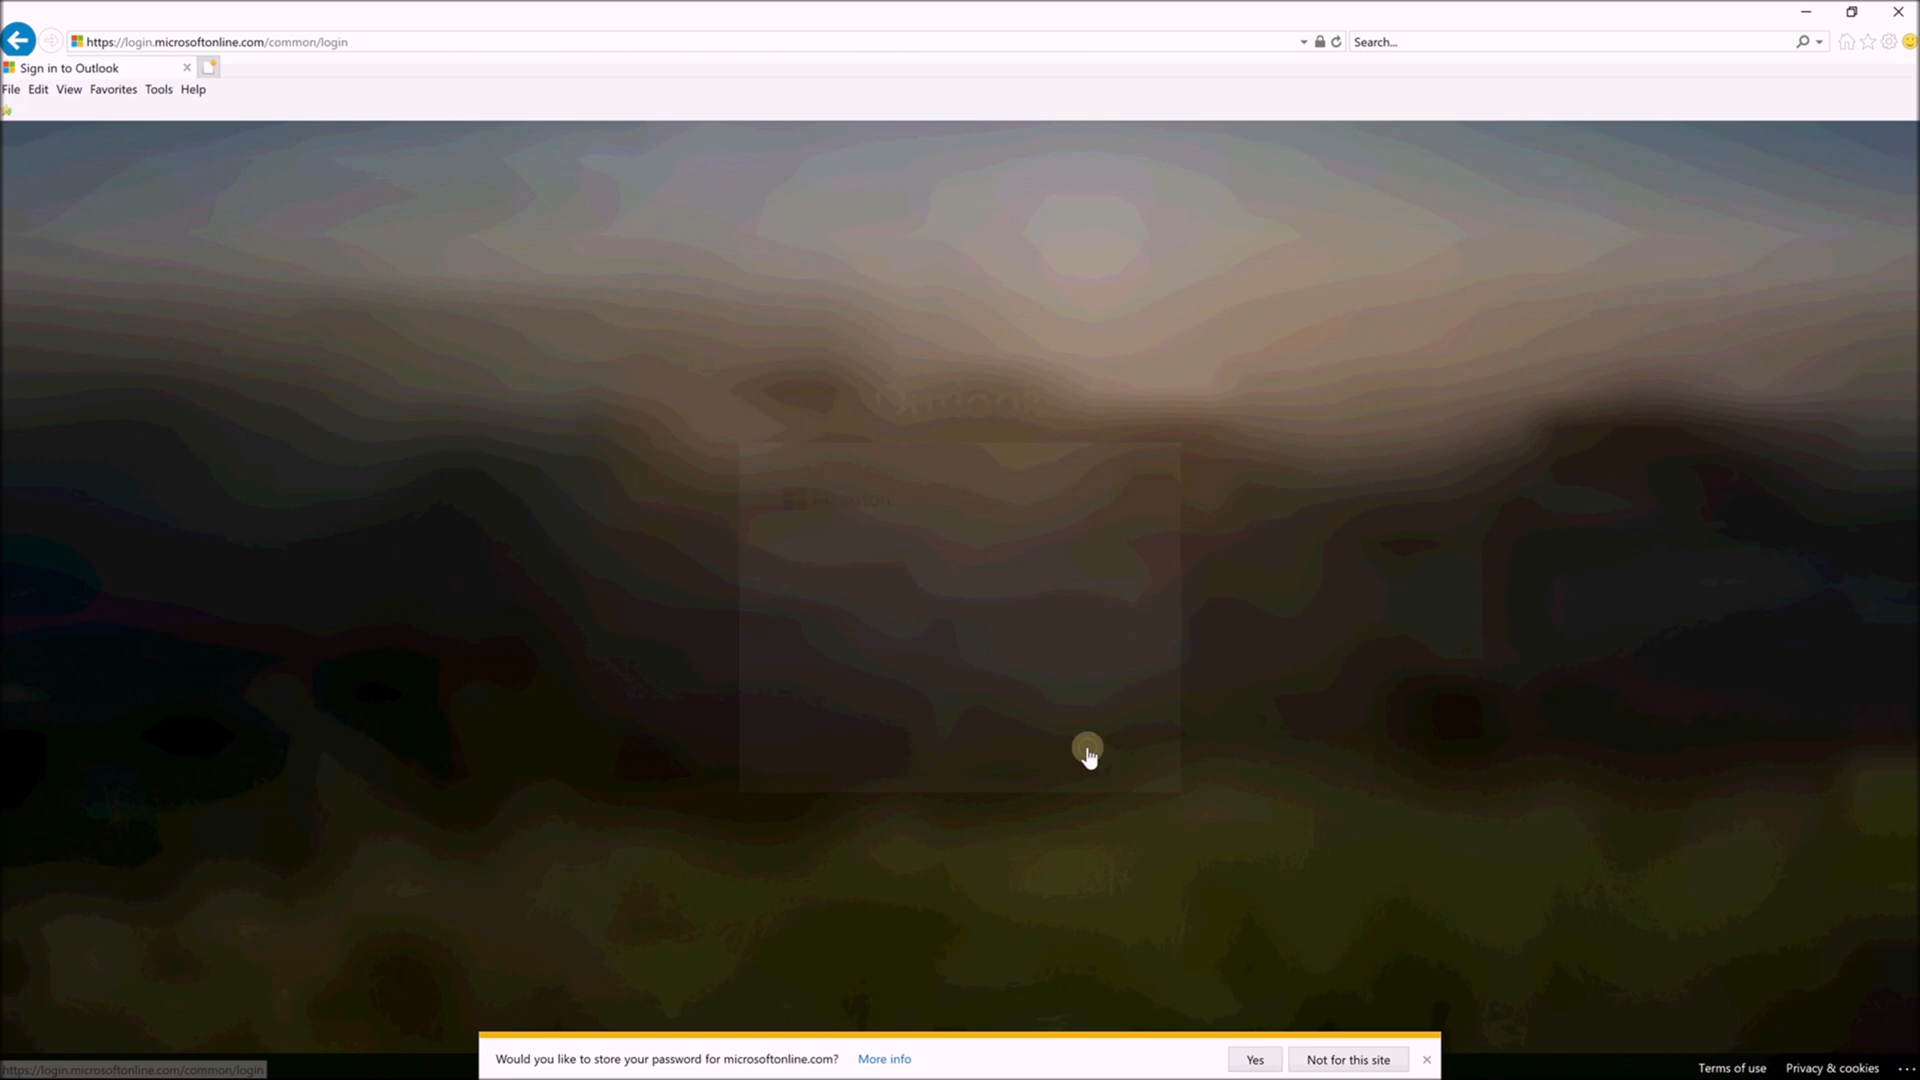 https://login.microsoftonline.com/common/login
Search...
Sign in to Outlook
File Edit View Favorites Tools Help
Outlook
Microsoft
Would you like to store your password for microsoftonline.com? More info Yes Not for this site
https://login.microsoftonline.com/common/login
Terms of use Privacy & cookies ...